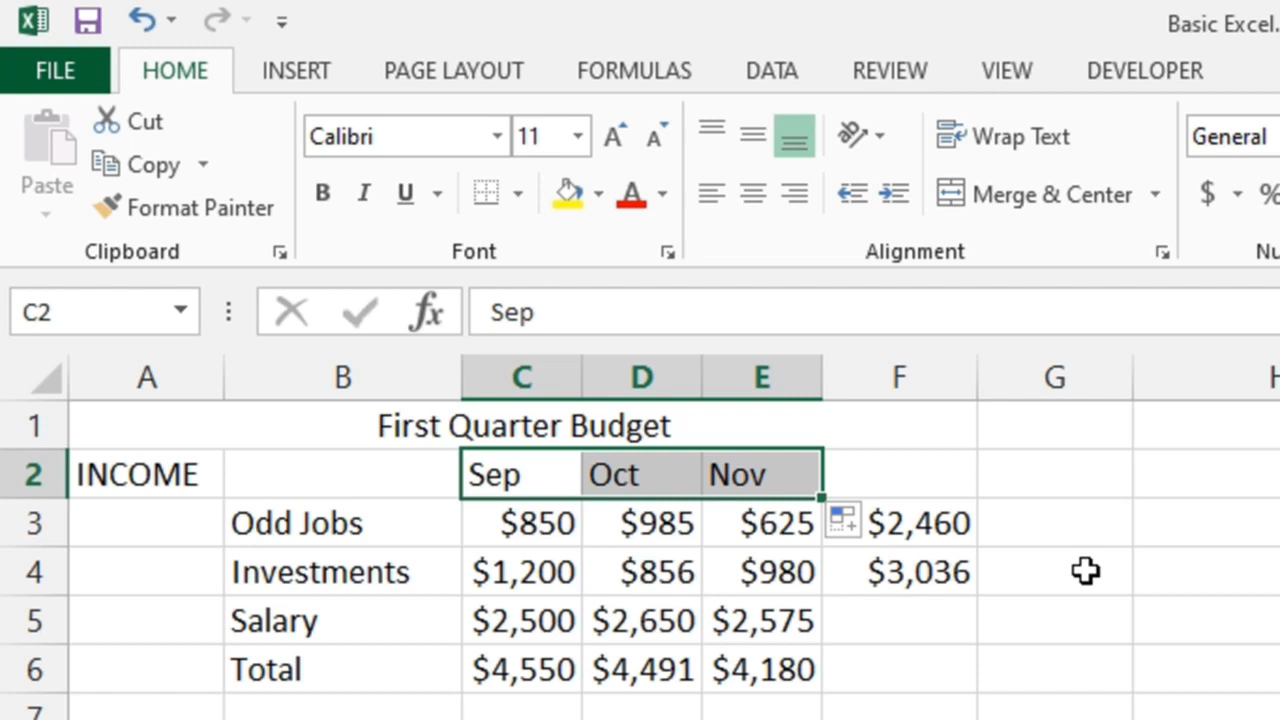 Basic Excel.
FILE HOME INSERT PAGE LAYOUT FORMULAS DATA REVIEW VIEW DEVELOPER
Cut
Copy
Format Painter
Paste
Clipboard
Calibri 11
B I U A
Font
Wrap Text
Merge & Center
Alignment
General
$ %
C2 fx Sep
A B C D E F G
1 First Quarter Budget
2 INCOME Sep Oct Nov
3 Odd Jobs $850 $985 $625 $2,460
4 Investments $1,200 $856 $980 $3,036
5 Salary $2,500 $2,650 $2,575
6 Total $4,550 $4,491 $4,180
7